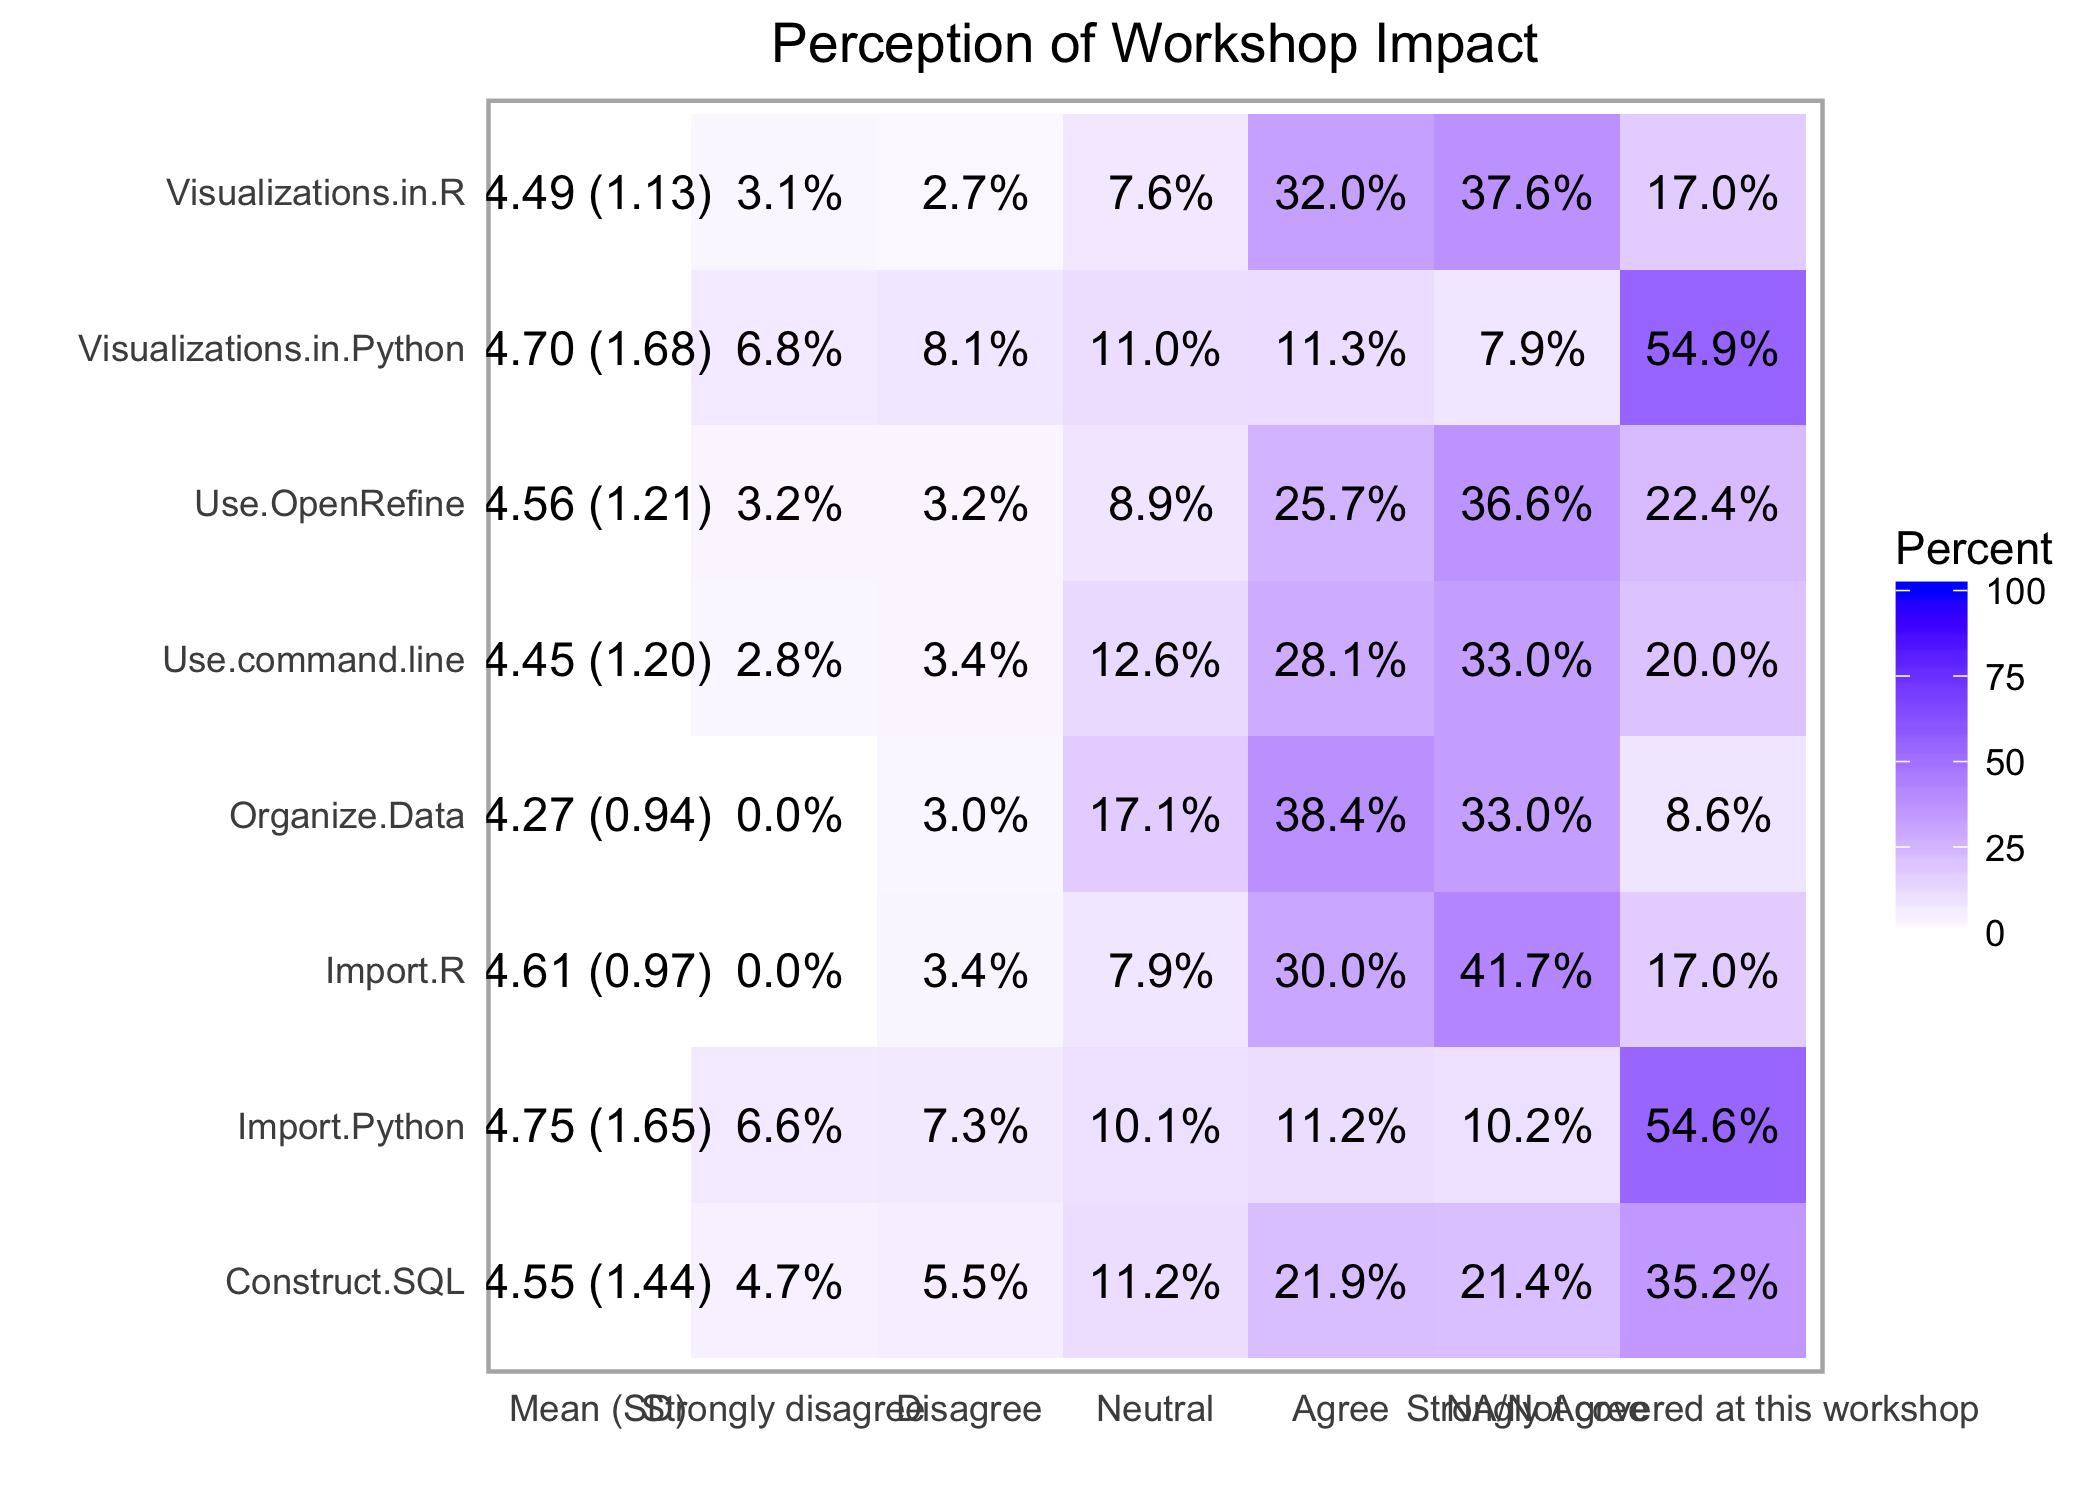 Perception of Workshop Impact
Visualizations.in.R 4.49 (1.13) 3.1% 2.7% 7.6% 32.0% 37.6% 17.0%
Visualizations.in.Python 4.70 (1.68) 6.8% 8.1% 11.0% 11.3% 7.9% 54.9%
Use.OpenRefine 4.56 (1.21) 3.2% 3.2% 8.9% 25.7% 36.6% 22.4%
Use.command.line 4.45 (1.20) 2.8% 3.4% 12.6% 28.1% 33.0% 20.0%
Organize.Data 4.27 (0.94) 0.0% 3.0% 17.1% 38.4% 33.0% 8.6%
Import.R 4.61 (0.97) 0.0% 3.4% 7.9% 30.0% 41.7% 17.0%
Import.Python 4.75 (1.65) 6.6% 7.3% 10.1% 11.2% 10.2% 54.6%
Construct.SQL 4.55 (1.44) 4.7% 5.5% 11.2% 21.9% 21.4% 35.2%
Mean (SD) Strongly disagree Disagree Neutral Agree Strongly Agree NA/Not covered at this workshop
Percent
100
75
50
25
0